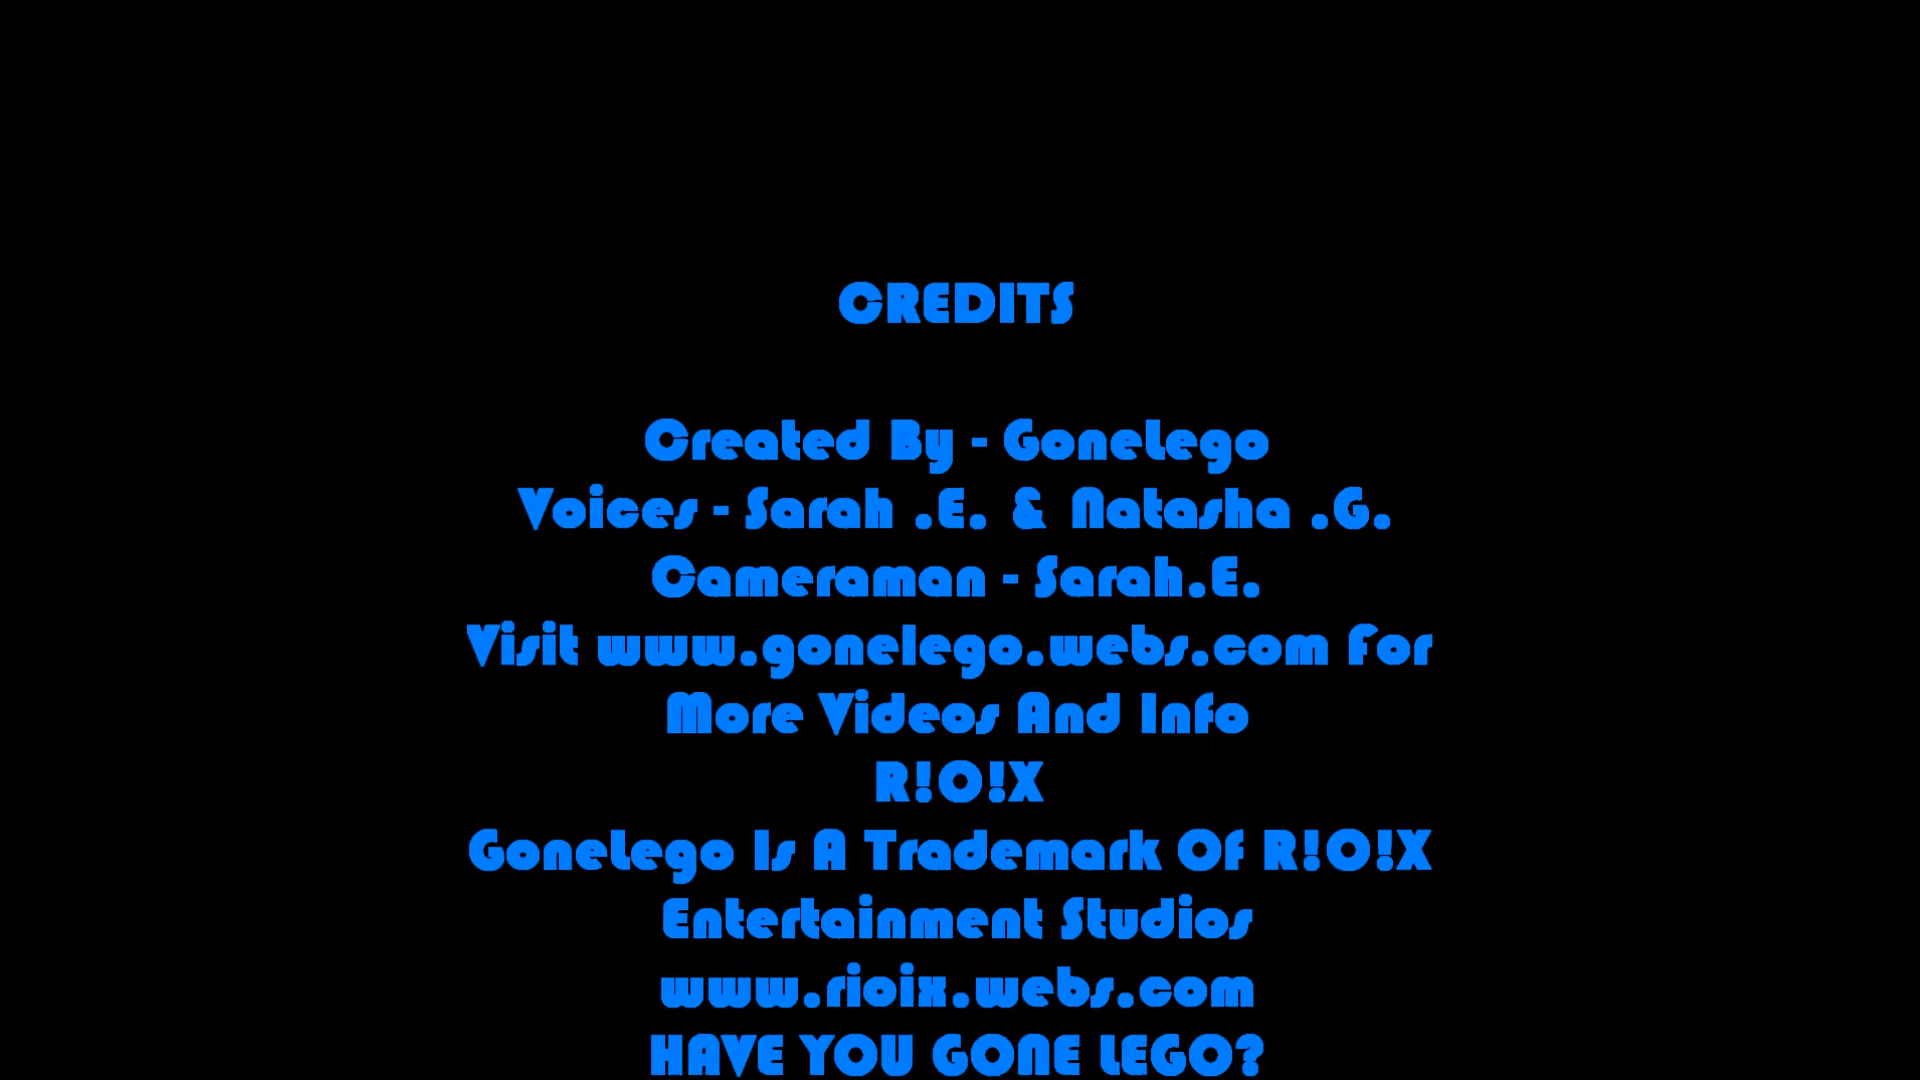 CREDITS
Created By - GoneLego
Voices - Sarah .E. & Natasha .G.
Cameraman - Sarah.E.
Visit www.gonelego.webs.com For
More Videos And Info
R!O!X
GoneLego Is A Trademark Of R!O!X
Entertainment Studios
www.rioix.webs.com
HAVE YOU GONE LEGO?